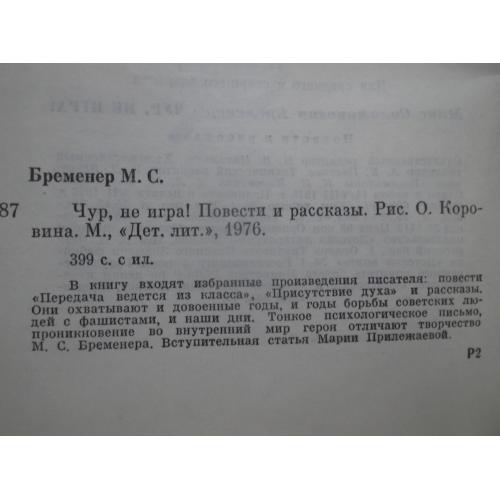 Бременер М. С.
87 Чур, не игра! Повести и рассказы. Рис. О. Коро-
вина. М., «Дет. лит.», 1976.
399 с. с ил.
В книгу входят избранные произведения писателя: повести
«Передача ведется из класса», «Присутствие духа» и рассказы.
Они охватывают и довоенные годы, и годы борьбы советских лю-
дей с фашистами, и наши дни. Тонкое психологическое письмо,
проникновение во внутренний мир героя отличают творчество
М. С. Бременера. Вступительная статья Марии Прилежаевой.
Р2